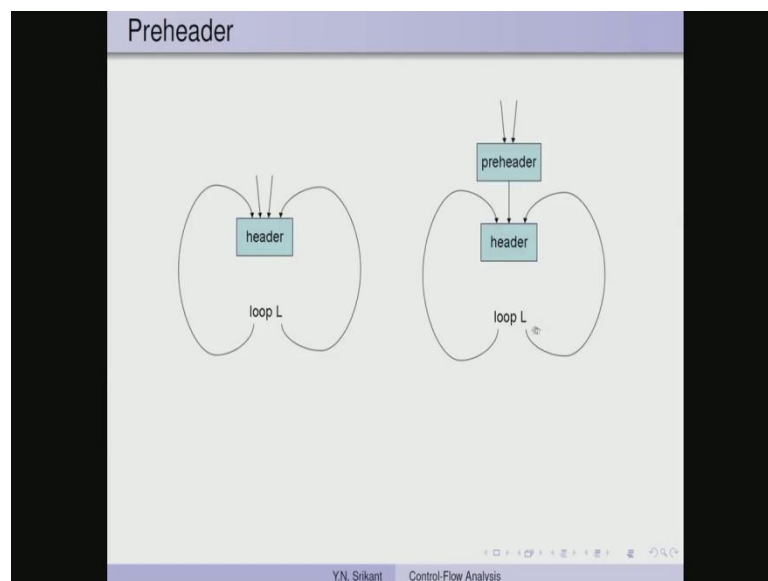 Preheader
preheader
header
header
loop L
loop L
Y.N. Srikant Control-Flow Analysis